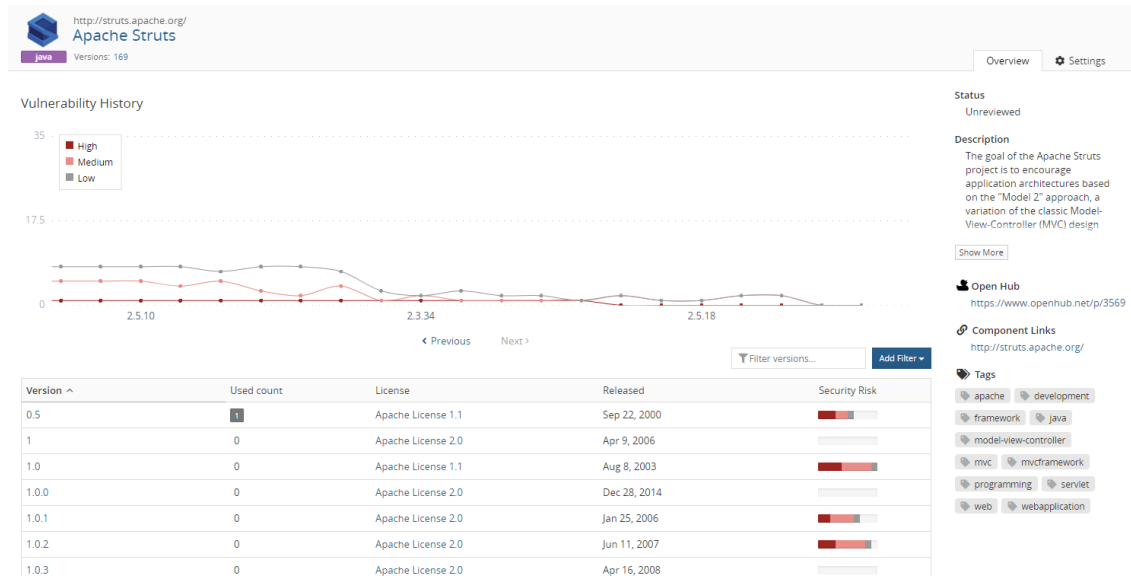 http://struts.apache.org/
Apache Struts
java
Versions: 169
Overview
Settings
Vulnerability History
35
High
Medium
Low
17.5
0
2.5.10
2.3.34
2.5.18
Previous
Next
Filter versions...
Add Filter
Version
Used count
License
Released
Security Risk
0.5
1
Apache License 1.1
Sep 22, 2000
1
0
Apache License 2.0
Apr 9, 2006
1.0
0
Apache License 1.1
Aug 8, 2003
1.0.0
0
Apache License 2.0
Dec 28, 2014
1.0.1
0
Apache License 2.0
Jan 25, 2006
1.0.2
0
Apache License 2.0
Jun 11, 2007
1.0.3
0
Apache License 2.0
Apr 16, 2008
Status
Unreviewed
Description
The goal of the Apache Struts
project is to encourage
application architectures based
on the "Model 2" approach, a
variation of the classic Model-
View-Controller (MVC) design
Show More
Open Hub
https://www.openhub.net/p/3569
Component Links
http://struts.apache.org/
Tags
apache
development
framework
java
model-view-controller
mvc
mvcframework
programming
servlet
web
webapplication